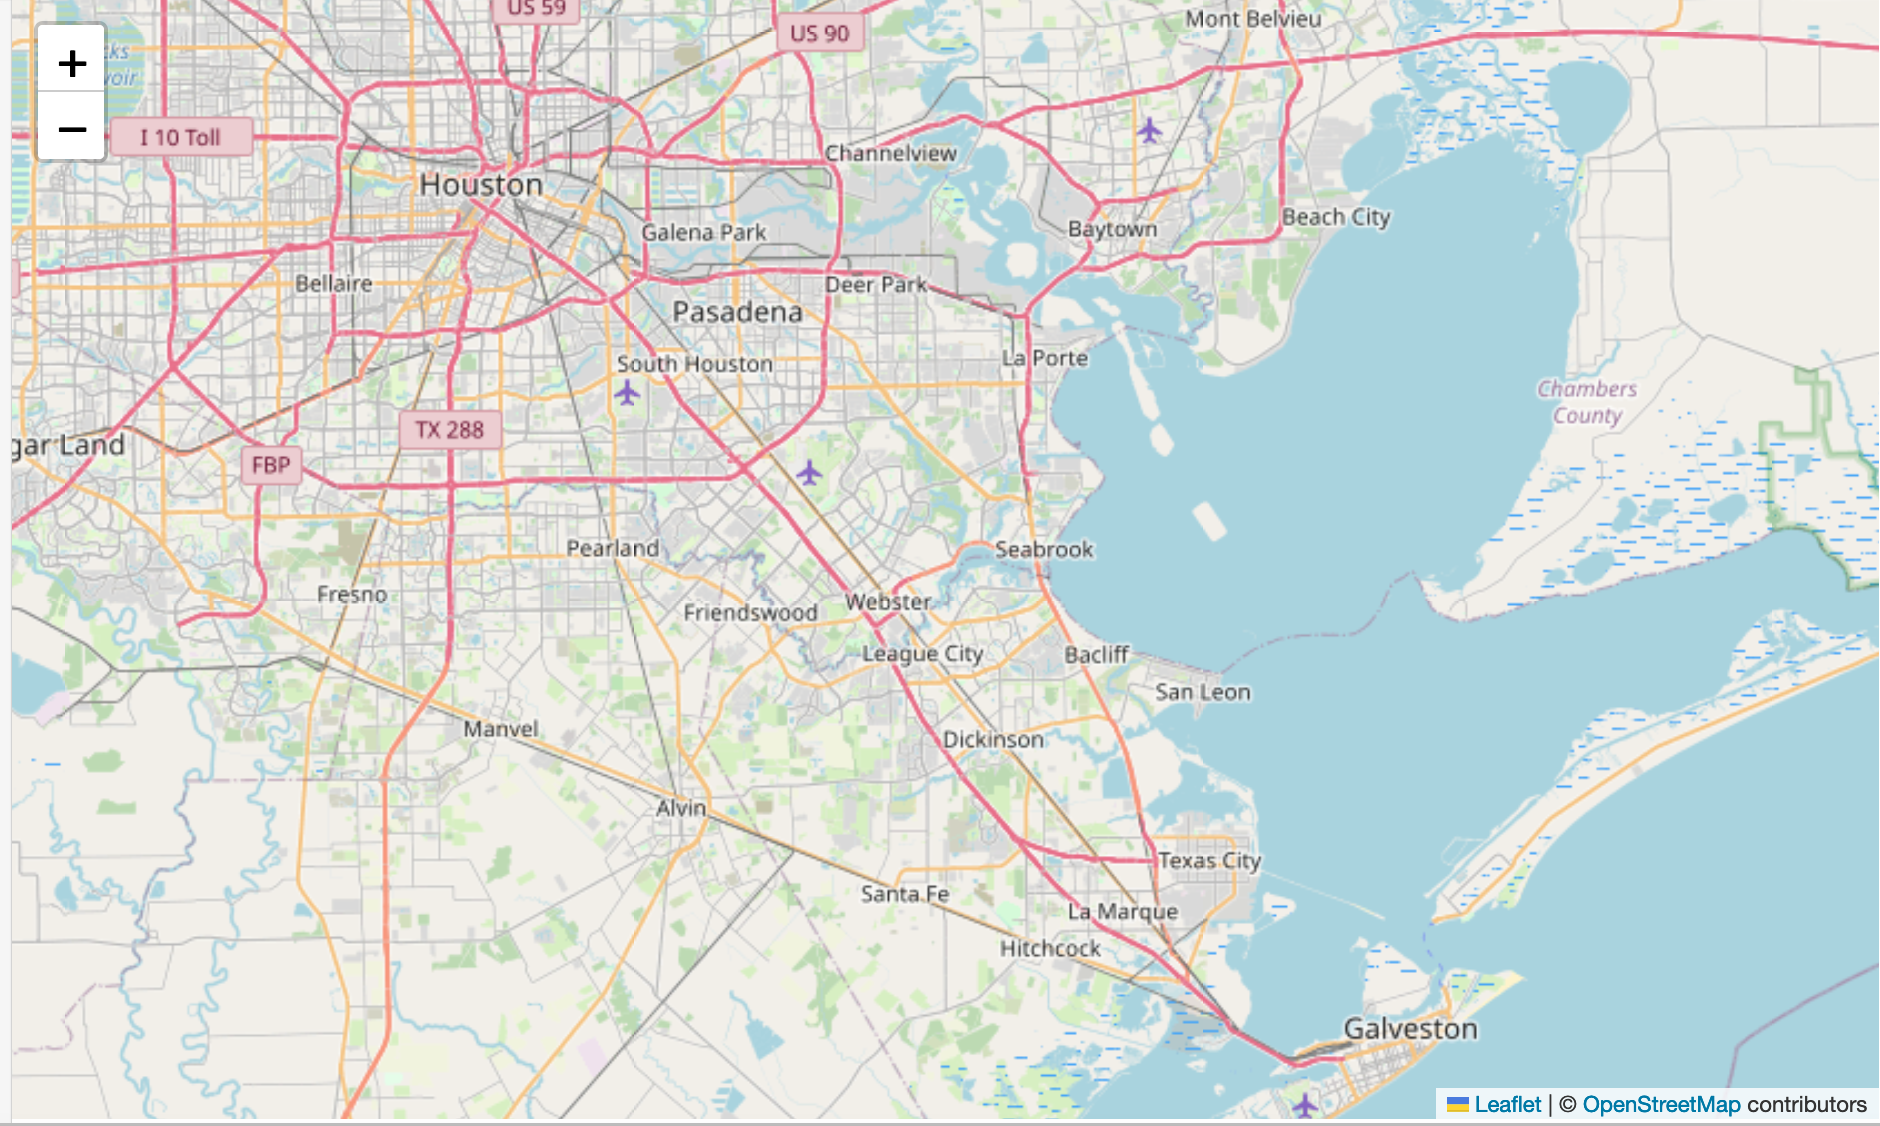 US 59
US 90
Mont Belvieu
+
cks
voir
−
I 10 Toll
Channelview
Houston
Beach City
Galena Park
Baytown
Bellaire
Deer Park
Pasadena
South Houston
La Porte
Chambers
County
TX 288
gar Land
FBP
Pearland
Seabrook
Fresno
Webster
Friendswood
League City
Bacliff
San Leon
Manvel
Dickinson
Alvin
Texas City
Santa Fe
La Marque
Hitchcock
Galveston
Leaflet | © OpenStreetMap contributors